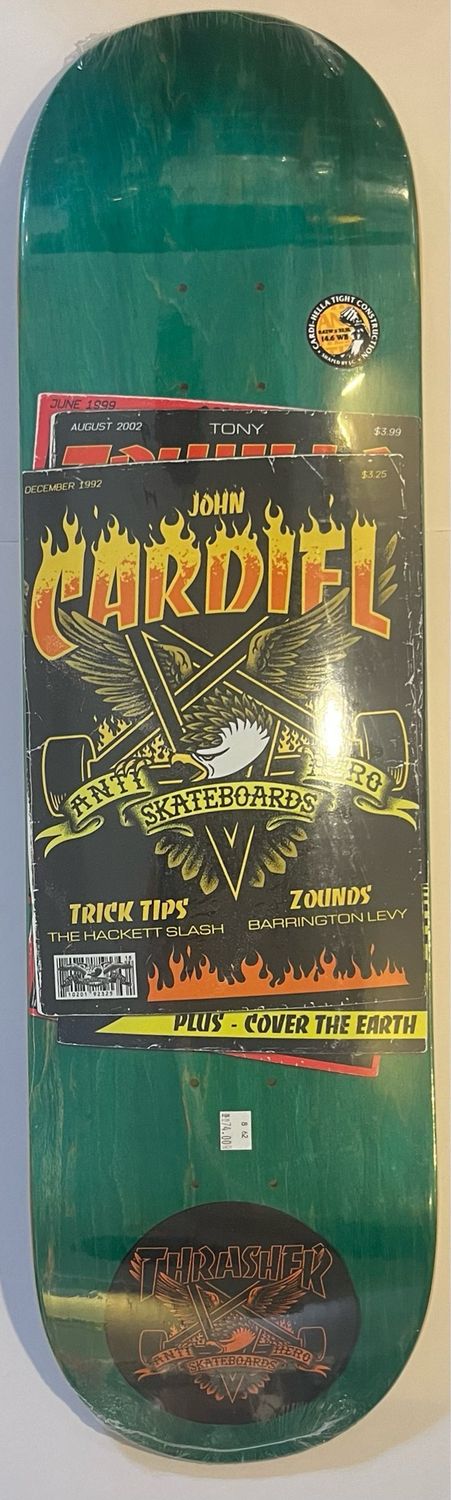 CARDI-HELLA TIGHT CONSTRUCTION
14.6 WB
SHAPED BY J.C.
JUNE 1999
AUGUST 2002
TONY
$3.99
DECEMBER 1992
$3.25
JOHN
CARDIEL
ANTI HERO
SKATEBOARDS
TRICK TIPS
THE HACKETT SLASH
ZOUNDS
BARRINGTON LEVY
PLUS - COVER THE EARTH
8 62
THRASHER
ANTI HERO
SKATEBOARDS